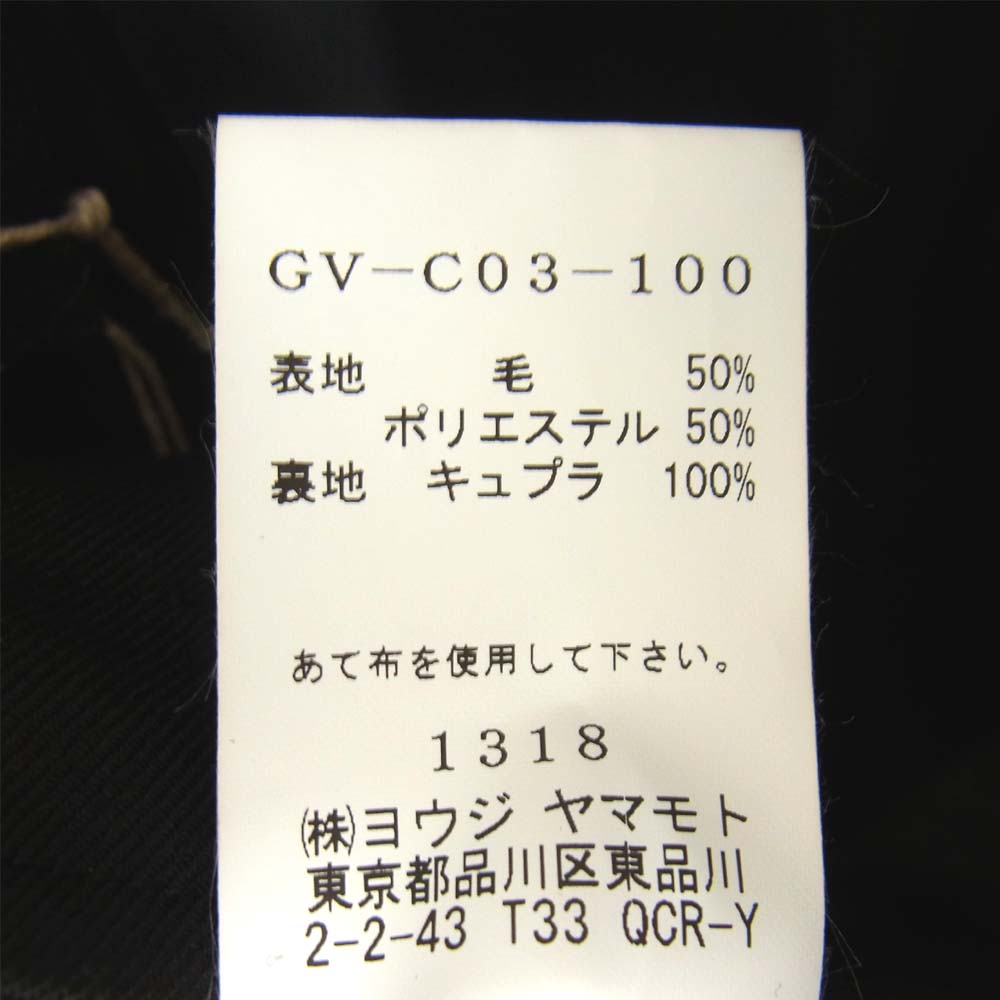 GV−C03−100
表地 毛 50%
ポリエステル 50%
裏地 キュプラ 100%
あて布を使用して下さい。
1318
(株)ヨウジ ヤマモト
東京都品川区東品川
2-2-43 T33 QCR-Y